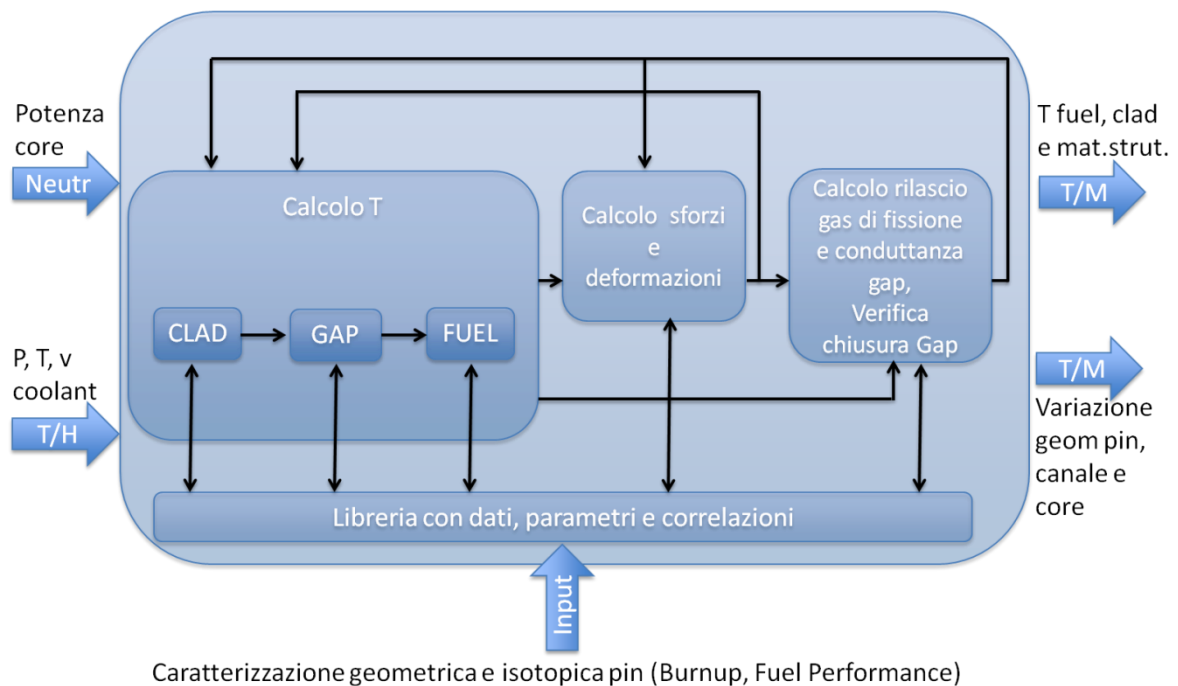 Potenza
core
Neutr
P, T, v
coolant
T/H
Calcolo T
CLAD
GAP
FUEL
Calcolo sforzi
e
deformazioni
Calcolo rilascio
gas di fissione
e conduttanza
gap,
Verifica
chiusura Gap
T fuel, clad
e mat.strut.
T/M
T/M
Variazione
geom pin,
canale e
core
Libreria con dati, parametri e correlazioni
Input
Caratterizzazione geometrica e isotopica pin (Burnup, Fuel Performance)